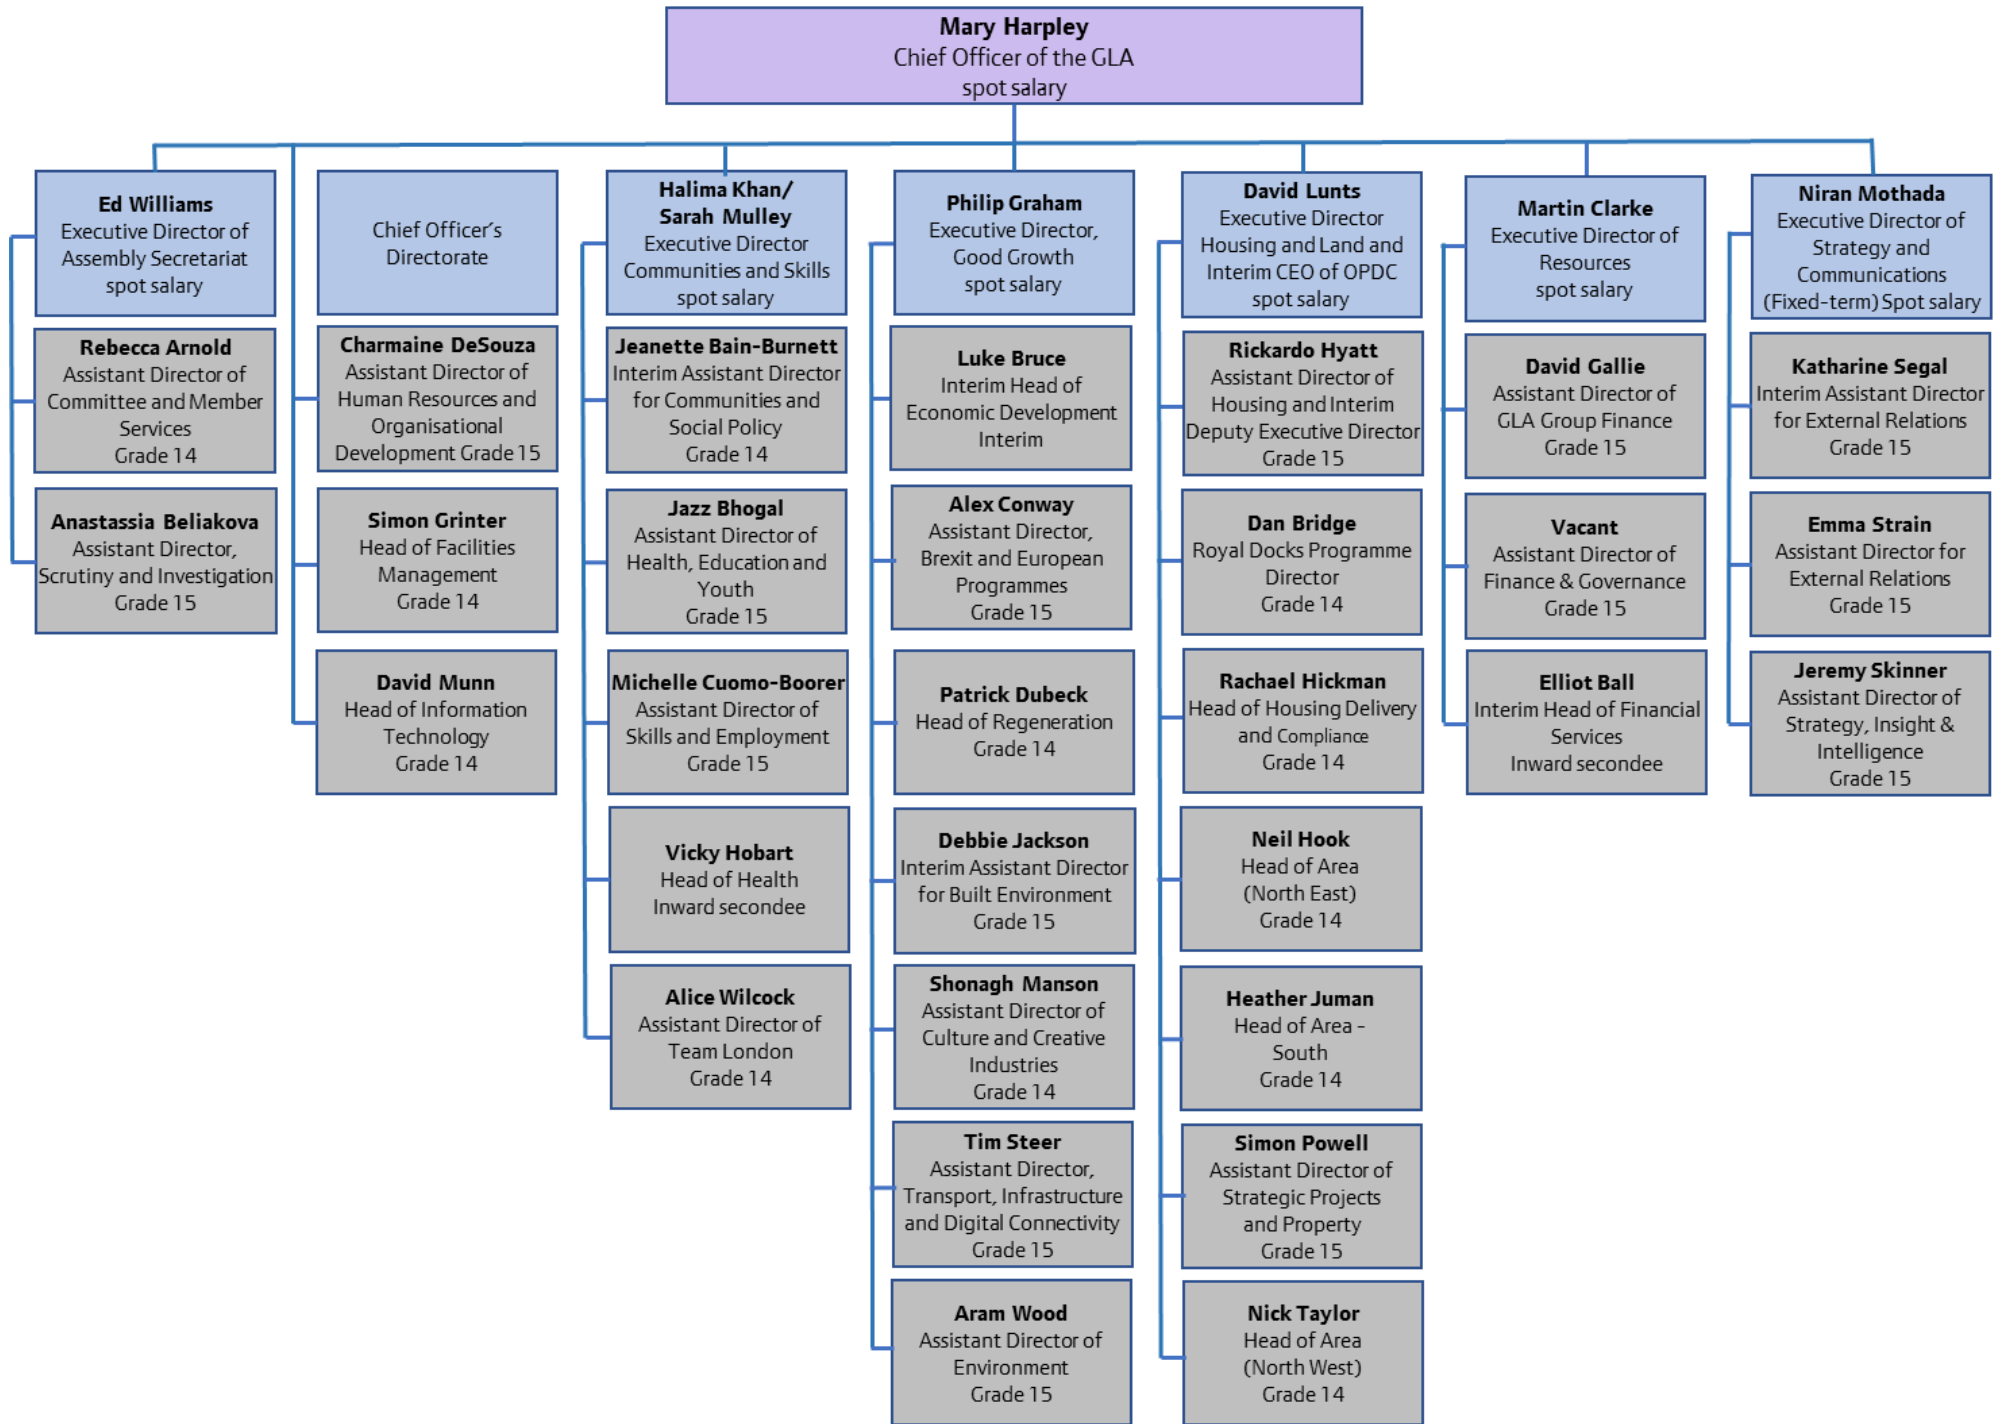 Mary Harpley
Chief Officer of the GLA
spot salary
Ed Williams
Executive Director of
Assembly Secretariat
spot salary
Rebecca Arnold
Assistant Director of
Committee and Member
Services
Grade 14
Anastassia Beliakova
Assistant Director,
Scrutiny and Investigation
Grade 15
Chief Officer's
Directorate
Charmaine DeSouza
Assistant Director of
Human Resources and
Organisational
Development Grade 15
Simon Grinter
Head of Facilities
Management
Grade 14
David Munn
Head of Information
Technology
Grade 14
Halima Khan/
Sarah Mulley
Executive Director
Communities and Skills
spot salary
Jeanette Bain-Burnett
Interim Assistant Director
for Communities and
Social Policy
Grade 14
Jazz Bhogal
Assistant Director of
Health, Education and
Youth
Grade 15
Michelle Cuomo-Boorer
Assistant Director of
Skills and Employment
Grade 15
Vicky Hobart
Head of Health
Inward secondee
Alice Wilcock
Assistant Director of
Team London
Grade 14
Philip Graham
Executive Director,
Good Growth
spot salary
Luke Bruce
Interim Head of
Economic Development
Interim
Alex Conway
Assistant Director,
Brexit and European
Programmes
Grade 15
Patrick Dubeck
Head of Regeneration
Grade 14
Debbie Jackson
Interim Assistant Director
for Built Environment
Grade 15
Shonagh Manson
Assistant Director of
Culture and Creative
Industries
Grade 14
Tim Steer
Assistant Director,
Transport, Infrastructure
and Digital Connectivity
Grade 15
Aram Wood
Assistant Director of
Environment
Grade 15
David Lunts
Executive Director
Housing and Land and
Interim CEO of OPDC
spot salary
Rickardo Hyatt
Assistant Director of
Housing and Interim
Deputy Executive Director
Grade 15
Dan Bridge
Royal Docks Programme
Director
Grade 14
Rachael Hickman
Head of Housing Delivery
and Compliance
Grade 14
Neil Hook
Head of Area
(North East)
Grade 14
Heather Juman
Head of Area -
South
Grade 14
Simon Powell
Assistant Director of
Strategic Projects
and Property
Grade 15
Nick Taylor
Head of Area
(North West)
Grade 14
Martin Clarke
Executive Director of
Resources
spot salary
David Gallie
Assistant Director of
GLA Group Finance
Grade 15
Vacant
Assistant Director of
Finance & Governance
Grade 15
Elliot Ball
Interim Head of Financial
Services
Inward secondee
Niran Mothada
Executive Director of
Strategy and
Communications
(Fixed-term) Spot salary
Katharine Segal
Interim Assistant Director
for External Relations
Grade 15
Emma Strain
Assistant Director for
External Relations
Grade 15
Jeremy Skinner
Assistant Director of
Strategy, Insight &
Intelligence
Grade 15